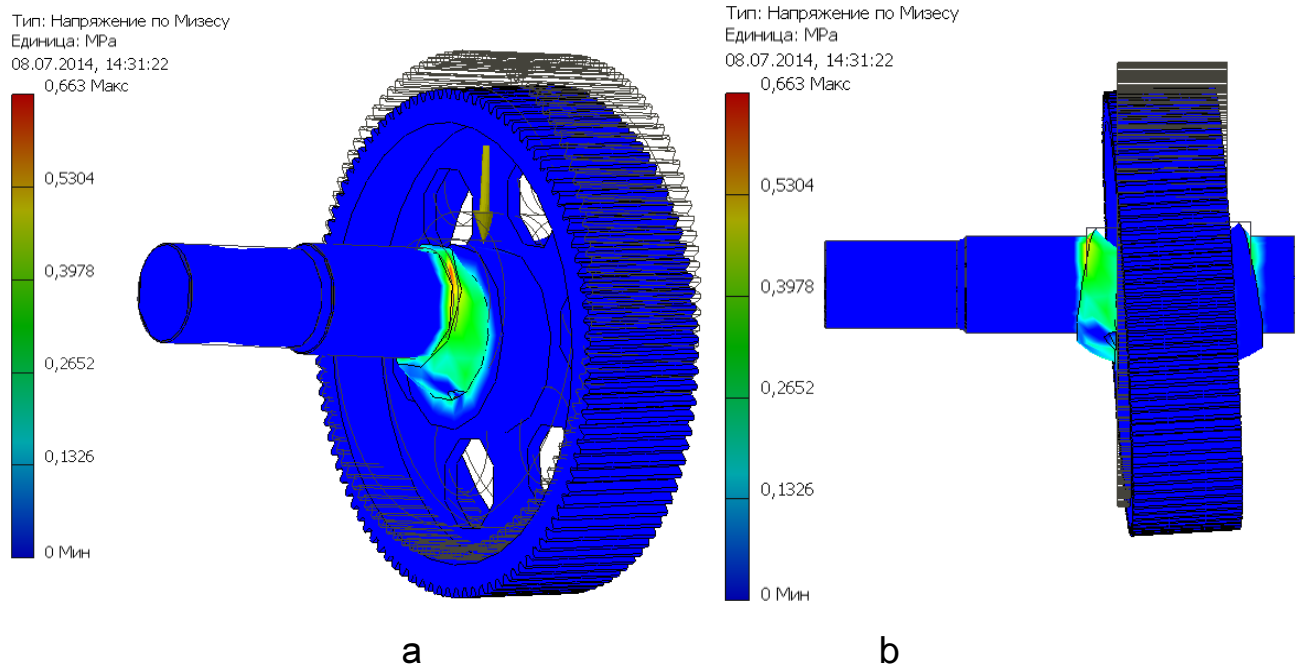 Тип: Напряжение по Мизесу
Единица: MPa
08.07.2014, 14:31:22
0,663 Макс
0,5304
0,3978
0,2652
0,1326
0 Мин
a
Тип: Напряжение по Мизесу
Единица: MPa
08.07.2014, 14:31:22
0,663 Макс
0,5304
0,3978
0,2652
0,1326
0 Мин
b